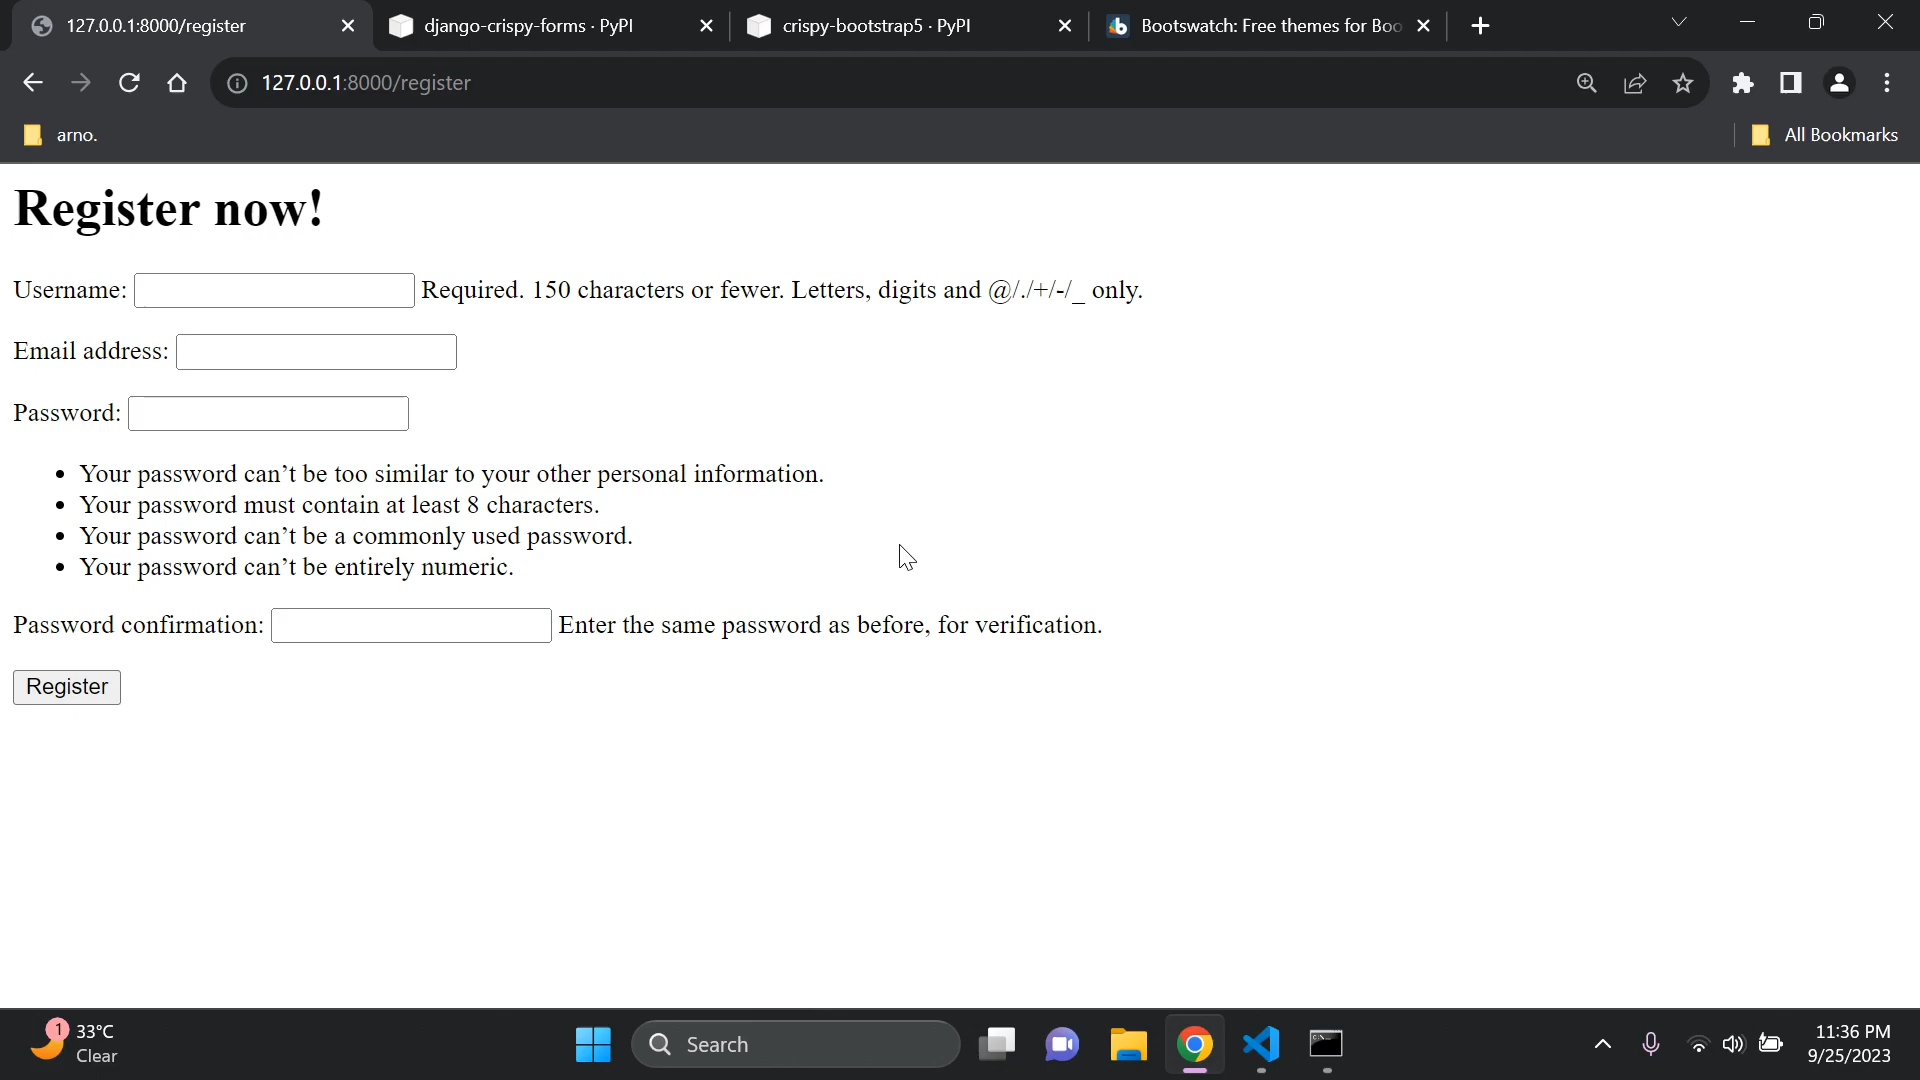 127.0.0.1:8000/register
django-crispy-forms · PyPI
crispy-bootstrap5 · PyPI
Bootswatch: Free themes for Boo
127.0.0.1:8000/register
arno.
All Bookmarks
Register now!
Username: Required. 150 characters or fewer. Letters, digits and @/./+/-/_ only.
Email address:
Password:
• Your password can’t be too similar to your other personal information.
• Your password must contain at least 8 characters.
• Your password can’t be a commonly used password.
• Your password can’t be entirely numeric.
Password confirmation: Enter the same password as before, for verification.
Register
1
33°C
Clear
Search
11:36 PM
9/25/2023